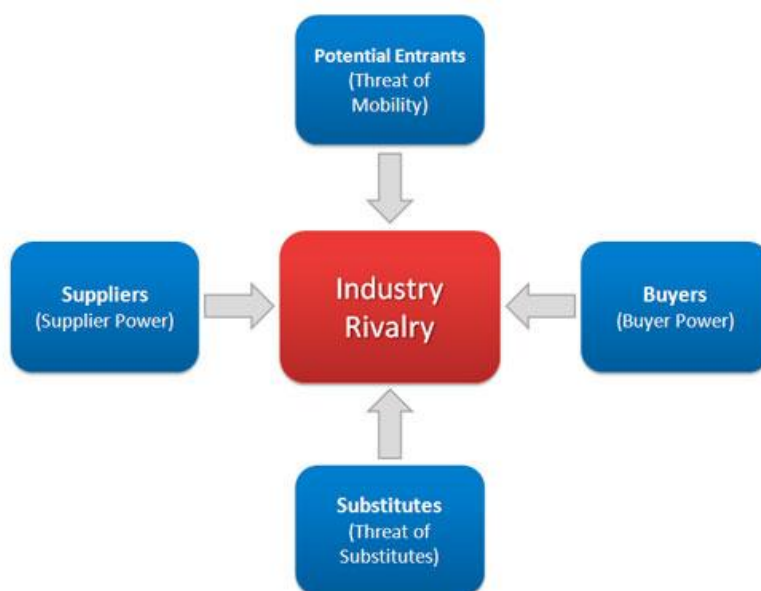 Potential Entrants
(Threat of
Mobility)
Suppliers
(Supplier Power)
Industry
Rivalry
Buyers
(Buyer Power)
Substitutes
(Threat of
Substitutes)